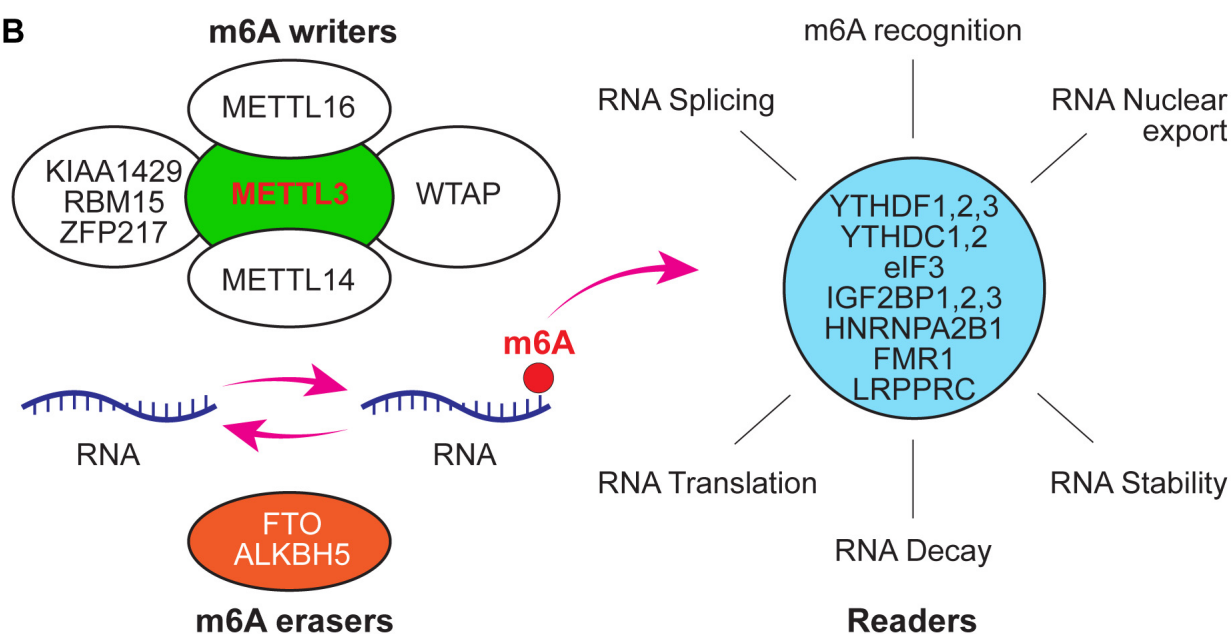 B
m6A writers
METTL16
KIAA1429
RBM15
ZFP217
METTL3
WTAP
METTL14
m6A
RNA
RNA
FTO
ALKBH5
m6A erasers
m6A recognition
RNA Splicing
RNA Nuclear
export
YTHDF1,2,3
YTHDC1,2
eIF3
IGF2BP1,2,3
HNRNPA2B1
FMR1
LRPPRC
RNA Translation
RNA Stability
RNA Decay
Readers